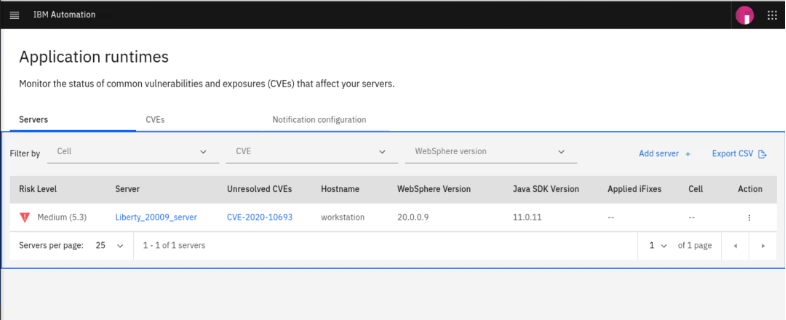 IBM Automation
Application runtimes
Monitor the status of common vulnerabilities and exposures (CVEs) that affect your servers.
Servers CVEs Notification configuration
Filter by Cell CVE WebSphere version Add server + Export CSV
Risk Level Server Unresolved CVEs Hostname WebSphere Version Java SDK Version Applied iFixes Cell Action
Medium (5.3) Liberty_20009_server CVE-2020-10693 workstation 20.0.0.9 11.0.11 -- --
Servers per page: 25 1 - 1 of 1 servers 1 of 1 page